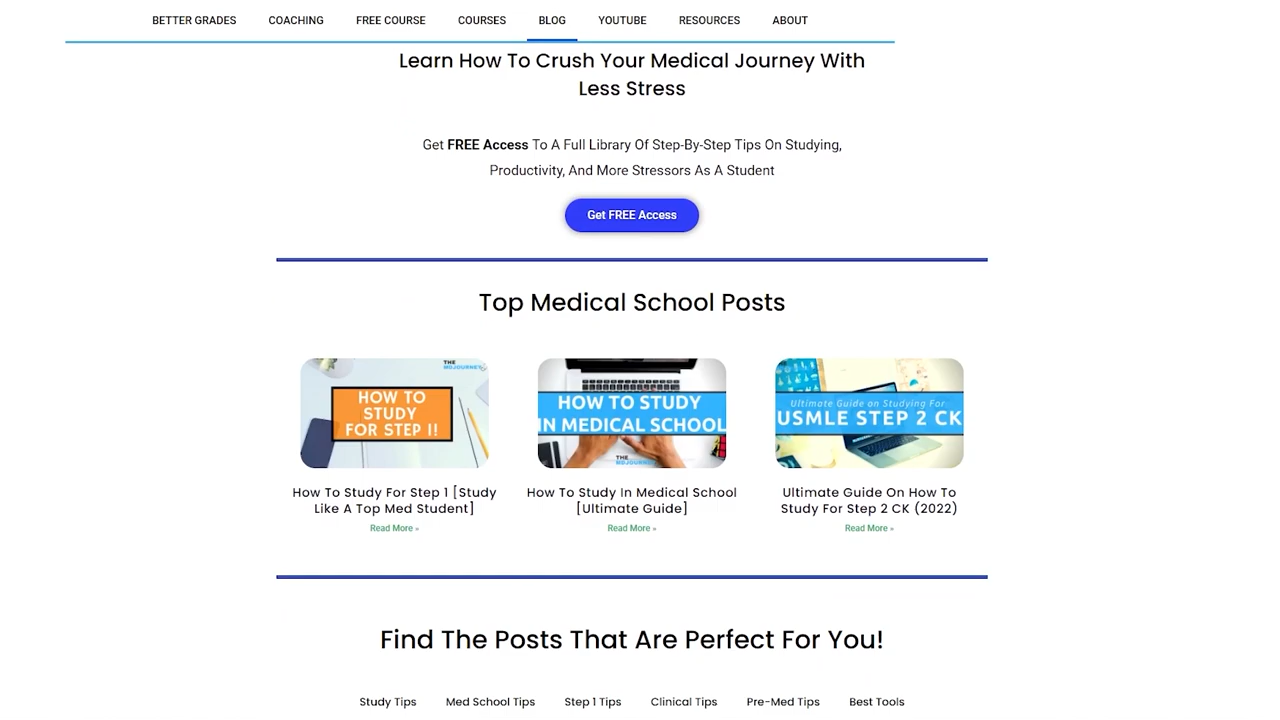 BETTER GRADES COACHING FREE COURSE COURSES BLOG YOUTUBE RESOURCES ABOUT
Learn How To Crush Your Medical Journey With
Less Stress
Get FREE Access To A Full Library Of Step-By-Step Tips On Studying,
Productivity, And More Stressors As A Student
Get FREE Access
Top Medical School Posts
THE
MDJOURNEY
HOW TO
STUDY
FOR STEP 1!
HOW TO STUDY
IN MEDICAL SCHOOL
THE
MDJOURNEY
Ultimate Guide on Studying For
USMLE STEP 2 CK
How To Study For Step 1 [Study
Like A Top Med Student]
Read More »
How To Study In Medical School
[Ultimate Guide]
Read More »
Ultimate Guide On How To
Study For Step 2 CK (2022)
Read More »
Find The Posts That Are Perfect For You!
Study Tips Med School Tips Step 1 Tips Clinical Tips Pre-Med Tips Best Tools